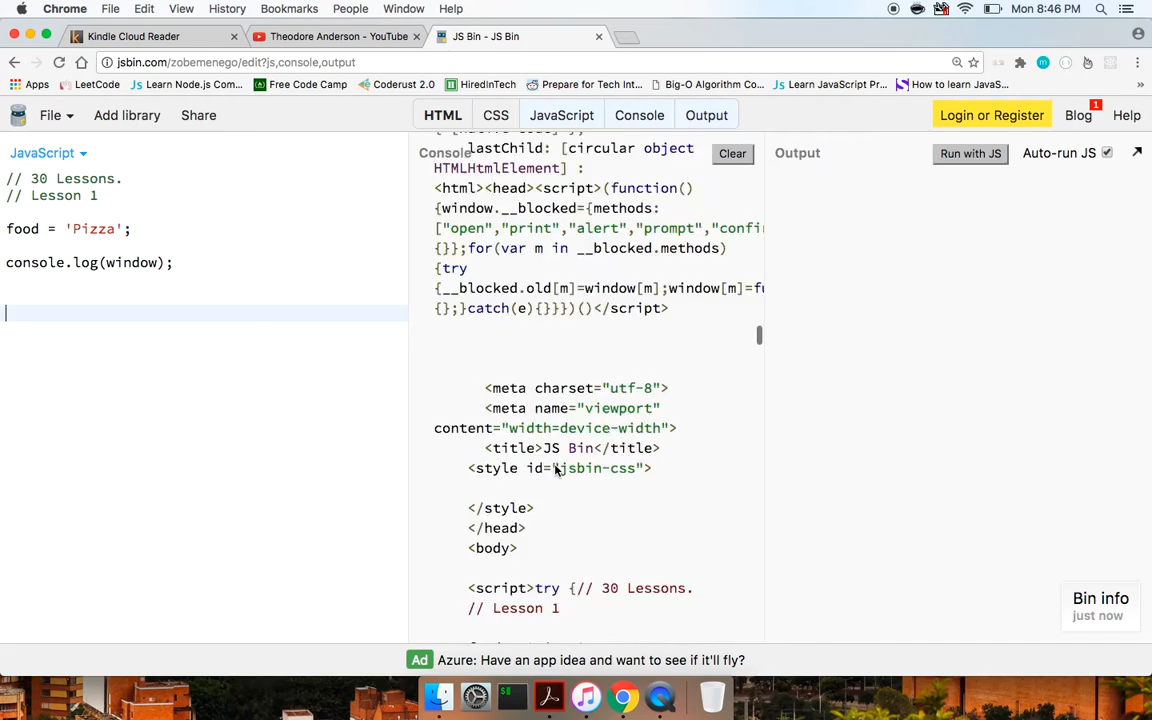 Chrome File Edit View History Bookmarks People Window Help Mon 8:46 PM
Kindle Cloud Reader × Theodore Anderson - YouTube × JS Bin - JS Bin ×
jsbin.com/zobemenego/edit?js,console,output
Apps LeetCode Learn Node.js Com... Free Code Camp Coderust 2.0 HiredInTech Prepare for Tech Int... Big-O Algorithm Co... Learn JavaScript Pr... How to learn JavaS... »
File Add library Share HTML CSS JavaScript Console Output Login or Register Blog 1 Help
JavaScript
// 30 Lessons.
// Lesson 1
food = 'Pizza';
console.log(window);
Console Clear
lastChild: [circular object
HTMLHtmlElement] :
<html><head><script>(function()
{window.__blocked={methods:
["open","print","alert","prompt","confi
{}};for(var m in __blocked.methods)
{try
{__blocked.old[m]=window[m];window[m]=fu
{};}catch(e){}}})()</script>
<meta charset="utf-8">
<meta name="viewport"
content="width=device-width">
<title>JS Bin</title>
<style id="jsbin-css">
</style>
</head>
<body>
<script>try {// 30 Lessons.
// Lesson 1
Output Run with JS Auto-run JS
Bin info
just now
Ad Azure: Have an app idea and want to see if it'll fly?